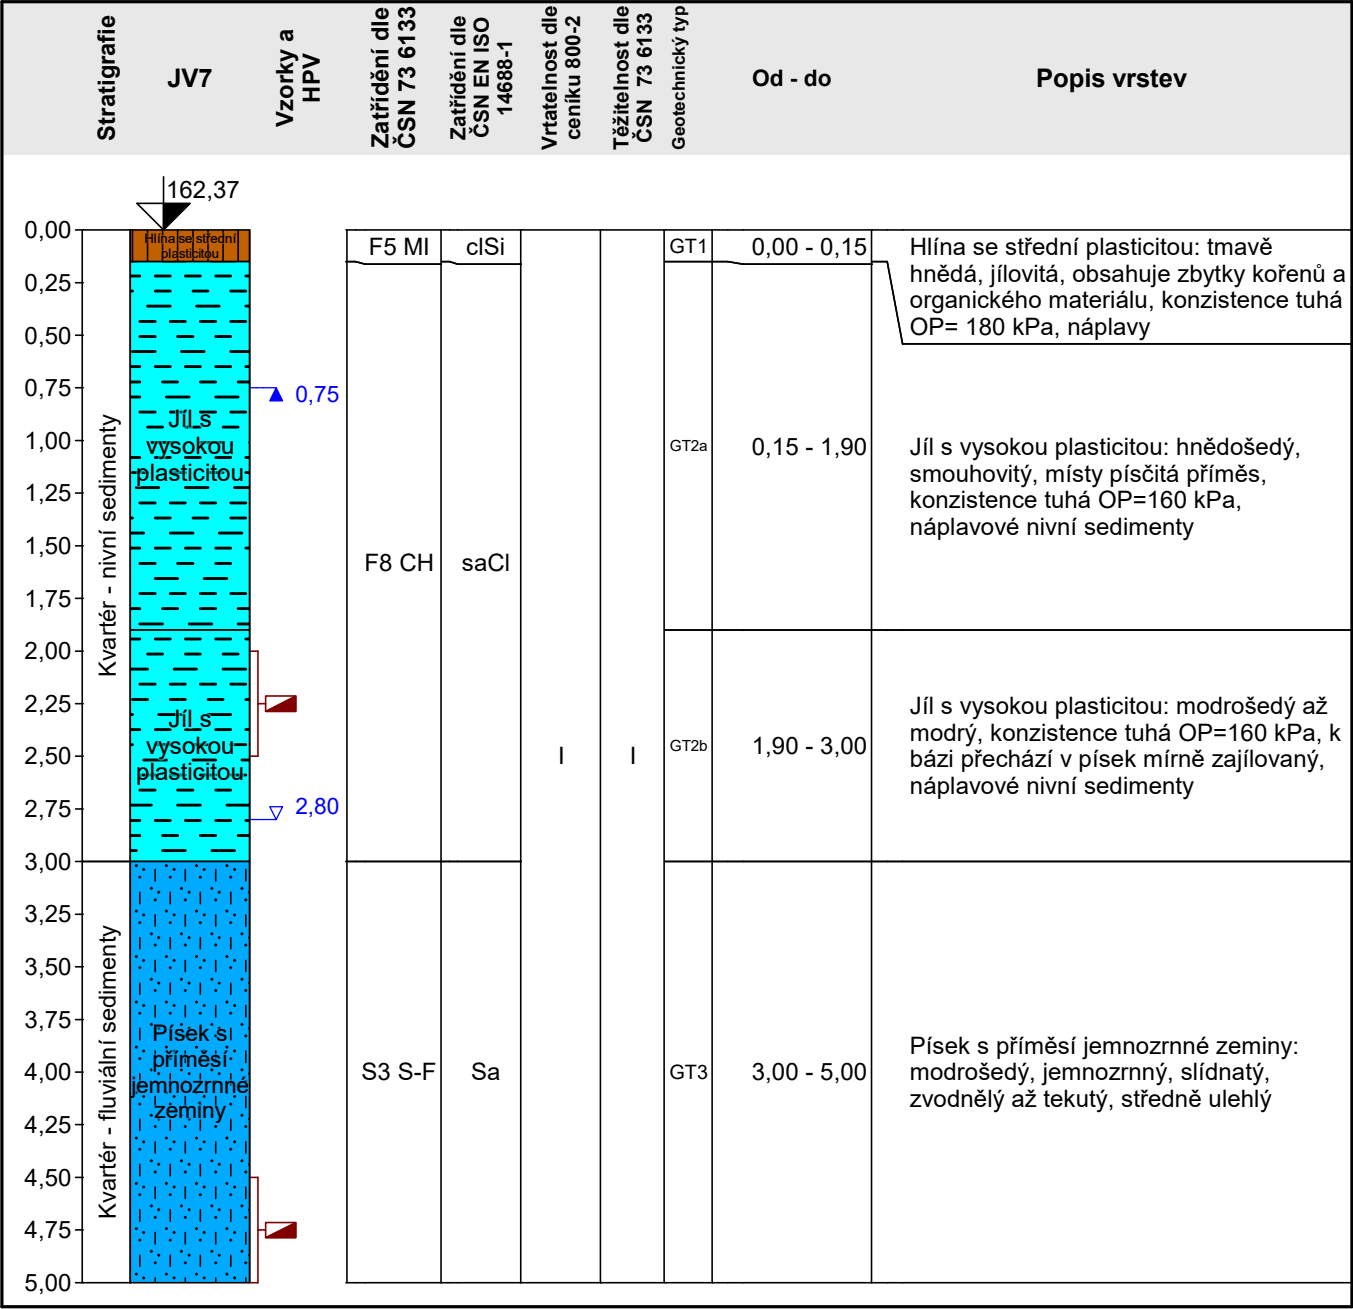 Stratigrafie
JV7
Vzorky a
HPV
Zatřídění dle
ČSN 73 6133
Zatřídění dle
ČSN EN ISO
14688-1
Vrtatelnost dle
ceníku 800-2
Těžitelnost dle
ČSN 73 6133
Geotechnický typ
Od - do
Popis vrstev
162,37
0,00
0,25
0,50
0,75
1,00
1,25
1,50
1,75
2,00
2,25
2,50
2,75
3,00
3,25
3,50
3,75
4,00
4,25
4,50
4,75
5,00
Kvartér - nivní sedimenty
Kvartér - fluviální sedimenty
Hlína se střední
plasticitou
Jíl s
vysokou
plasticitou
Jíl s
vysokou
plasticitou
Písek s
příměsí
jemnozrnné
zeminy
0,75
2,80
F5 MI
clSi
F8 CH
saCl
S3 S-F
Sa
I
I
GT1
0,00 - 0,15
Hlína se střední plasticitou: tmavě
hnědá, jílovitá, obsahuje zbytky kořenů a
organického materiálu, konzistence tuhá
OP= 180 kPa, náplavy
GT2a
0,15 - 1,90
Jíl s vysokou plasticitou: hnědošedý,
smouhovitý, místy písčitá příměs,
konzistence tuhá OP=160 kPa,
náplavové nivní sedimenty
GT2b
1,90 - 3,00
Jíl s vysokou plasticitou: modrošedý až
modrý, konzistence tuhá OP=160 kPa, k
bázi přechází v písek mírně zajílovaný,
náplavové nivní sedimenty
GT3
3,00 - 5,00
Písek s příměsí jemnozrnné zeminy:
modrošedý, jemnozrnný, slídnatý,
zvodnělý až tekutý, středně ulehlý